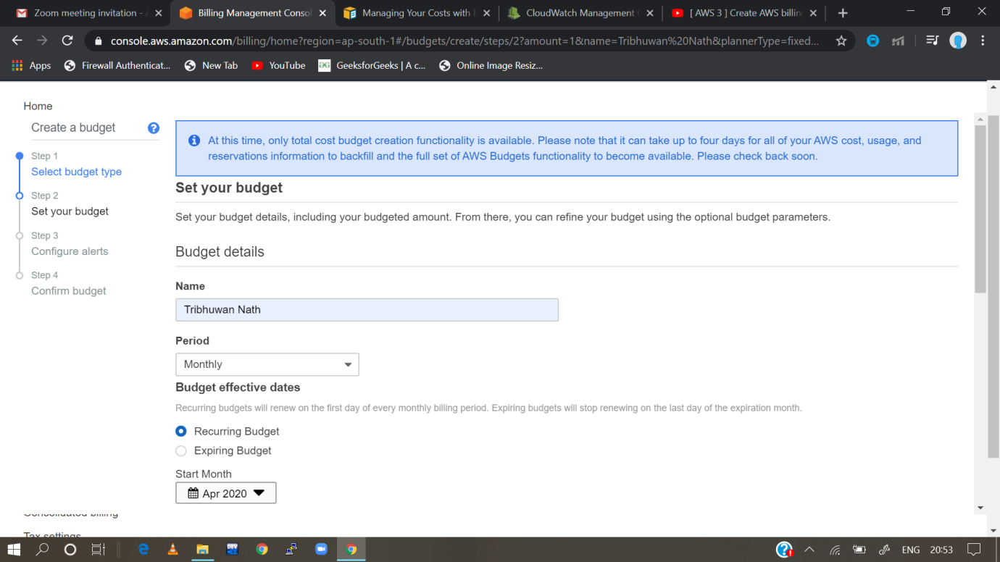 Zoom meeting invitation - A
Billing Management Consol
Managing Your Costs with B
CloudWatch Management C
[ AWS 3 ] Create AWS billin
console.aws.amazon.com/billing/home?region=ap-south-1#/budgets/create/steps/2?amount=1&name=Tribhuwan%20Nath&plannerType=fixed...
Apps
Firewall Authenticat...
New Tab
YouTube
GeeksforGeeks | A c...
Online Image Resiz...
Home
Create a budget
?
Step 1
Select budget type
Step 2
Set your budget
Step 3
Configure alerts
Step 4
Confirm budget
At this time, only total cost budget creation functionality is available. Please note that it can take up to four days for all of your AWS cost, usage, and
reservations information to backfill and the full set of AWS Budgets functionality to become available. Please check back soon.
Set your budget
Set your budget details, including your budgeted amount. From there, you can refine your budget using the optional budget parameters.
Budget details
Name
Tribhuwan Nath
Period
Monthly
Budget effective dates
Recurring budgets will renew on the first day of every monthly billing period. Expiring budgets will stop renewing on the last day of the expiration month.
Recurring Budget
Expiring Budget
Start Month
Apr 2020
Consolidated billing
Tax settings
DEV
ENG
20:53